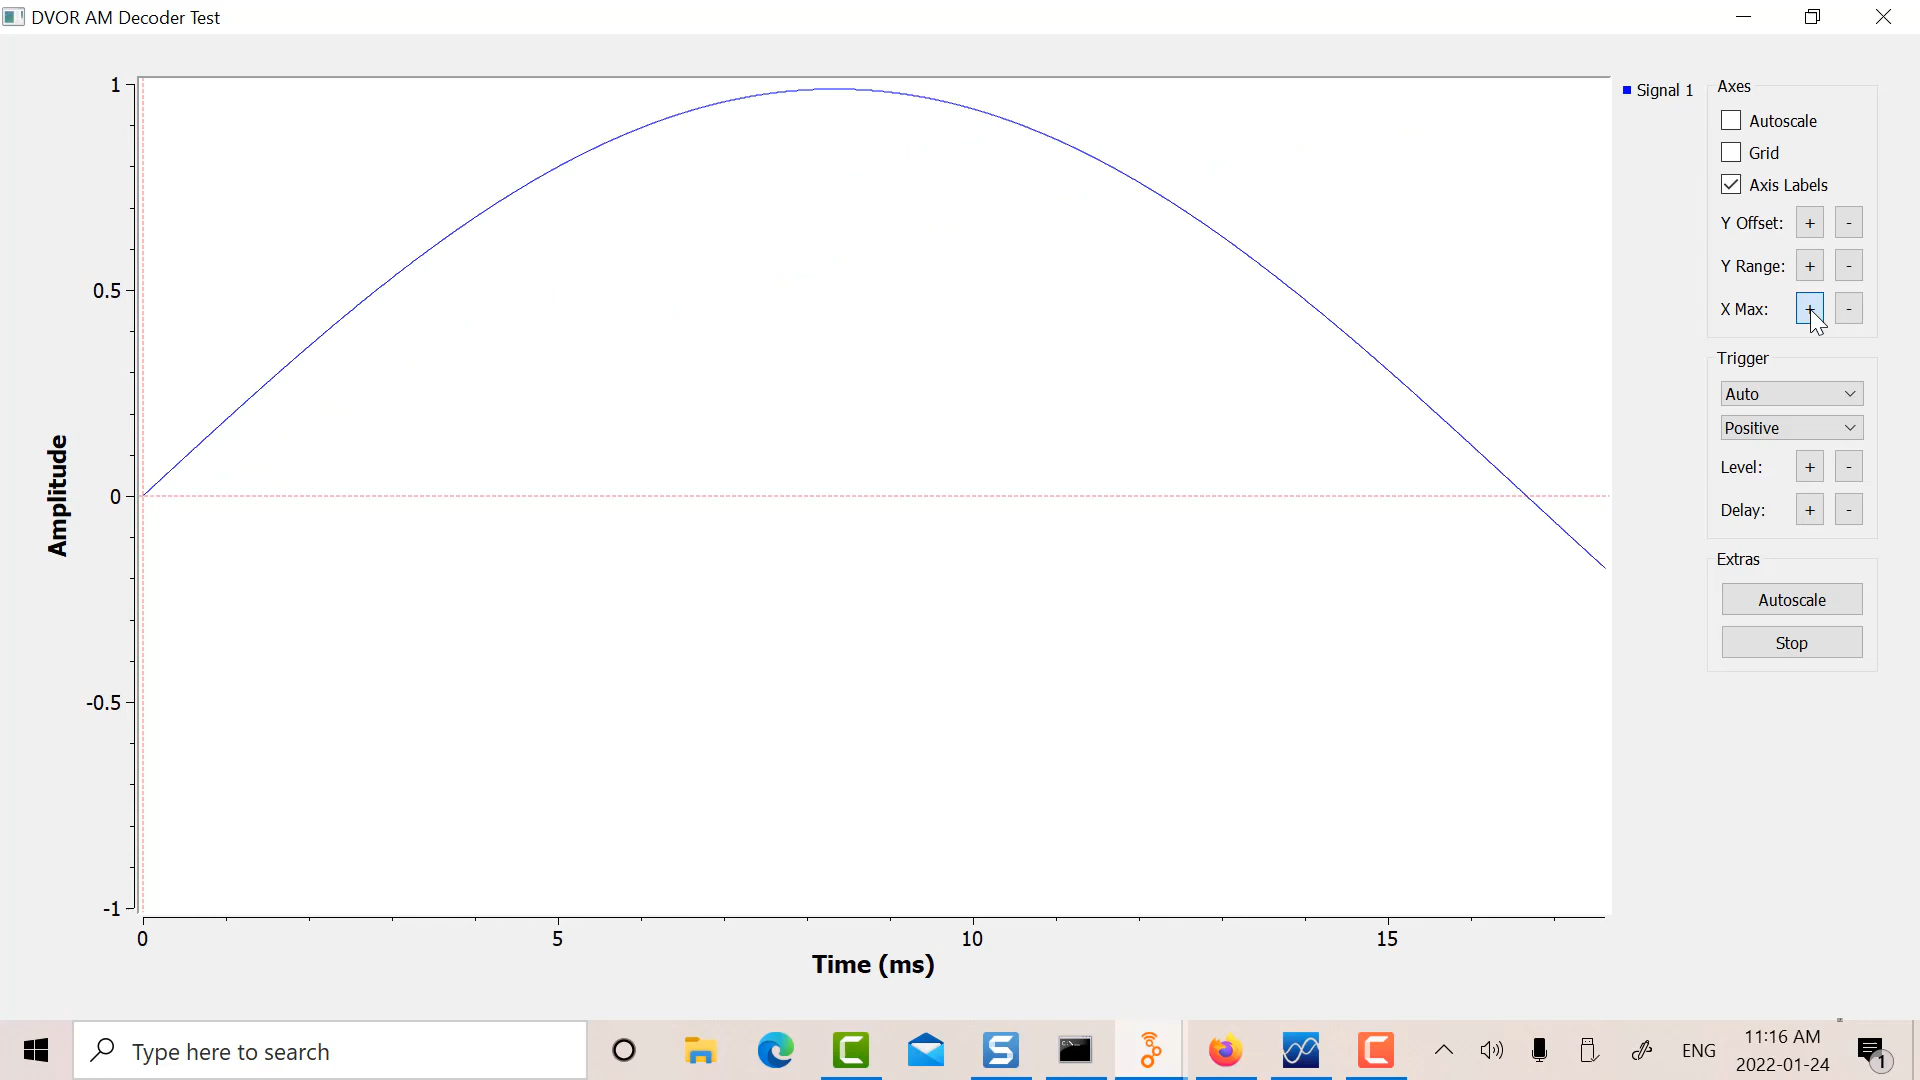 DVOR AM Decoder Test
1
0.5
0
-0.5
-1
Amplitude
0 5 10 15
Time (ms)
Signal 1
Axes
Autoscale
Grid
Axis Labels
Y Offset: + -
Y Range: + -
X Max: + -
Trigger
Auto
Positive
Level: + -
Delay: + -
Extras
Autoscale
Stop
Type here to search
ENG
11:16 AM
2022-01-24
1